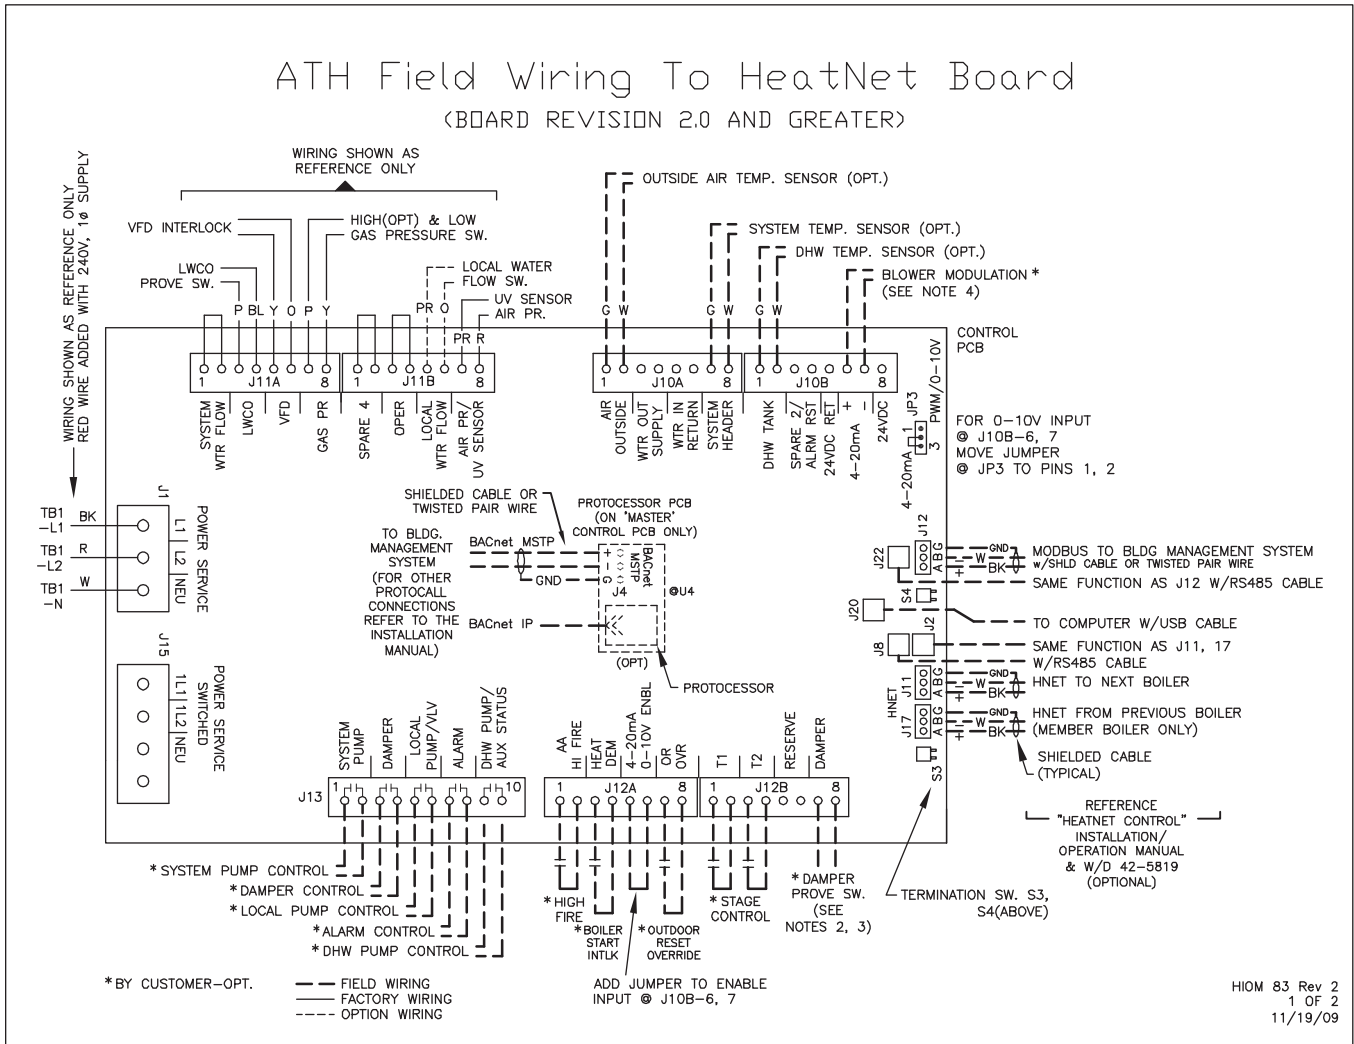 ATH Field Wiring To HeatNet Board
(BOARD REVISION 2.0 AND GREATER)
WIRING SHOWN AS REFERENCE ONLY
RED WIRE ADDED WITH 240V, 1ø SUPPLY
WIRING SHOWN AS
REFERENCE ONLY
VFD INTERLOCK
HIGH(OPT) & LOW
GAS PRESSURE SW.
LWCO
PROVE SW.
LOCAL WATER
FLOW SW.
UV SENSOR
AIR PR.
P BL Y O P Y
PR O
PR R
OUTSIDE AIR TEMP. SENSOR (OPT.)
SYSTEM TEMP. SENSOR (OPT.)
DHW TEMP. SENSOR (OPT.)
BLOWER MODULATION *
(SEE NOTE 4)
G W
G W
G W
CONTROL
PCB
1 J11A 8
1 J11B 8
1 J10A 8
1 J10B 8
SYSTEM
WTR FLOW
LWCO
VFD
GAS PR
SPARE 4
OPER
LOCAL
WTR FLOW
AIR PR/
UV SENSOR
AIR
OUTSIDE
WTR OUT
SUPPLY
WTR IN
RETURN
SYSTEM
HEADER
DHW TANK
SPARE 2/
ALRM RST
24VDC RET
4-20mA + -
24VDC
PWM/0-10V
JP3
1
3
4-20mA
FOR 0-10V INPUT
@ J10B-6, 7
MOVE JUMPER
@ JP3 TO PINS 1, 2
J1
TB1
-L1
BK
TB1
-L2
R
TB1
-N
W
L1 | L2 | NEU
POWER SERVICE
J15
1L1 | 1L2 | NEU
POWER SERVICE
SWITCHED
SHIELDED CABLE OR
TWISTED PAIR WIRE
PROTOCESSOR PCB
(ON "MASTER"
CONTROL PCB ONLY)
TO BLDG.
MANAGEMENT
SYSTEM
(FOR OTHER
PROTOCALL
CONNECTIONS
REFER TO THE
INSTALLATION
MANUAL)
BACnet MSTP
GND
BACnet IP
+ G
BACnet
MSTP
J4
@U4
(OPT)
PROTOCESSOR
J12
J22
A B G
GND
W
BK
- +
MODBUS TO BLDG MANAGEMENT SYSTEM
w/SHLD CABLE OR TWISTED PAIR WIRE
SAME FUNCTION AS J12 W/RS485 CABLE
S4
J20
TO COMPUTER W/USB CABLE
J2
J8
SAME FUNCTION AS J11, 17
W/RS485 CABLE
HNET
J11
A B G
GND
W
BK
- +
HNET TO NEXT BOILER
J17
A B G
GND
W
BK
- +
HNET FROM PREVIOUS BOILER
(MEMBER BOILER ONLY)
S3
SHIELDED CABLE
(TYPICAL)
REFERENCE
"HEATNET CONTROL"
INSTALLATION/
OPERATION MANUAL
& W/D 42-5819
(OPTIONAL)
TERMINATION SW. S3,
S4(ABOVE)
SYSTEM
PUMP
DAMPER
LOCAL
PUMP/VLV
ALARM
DHW PUMP/
AUX STATUS
J13
1 10
AA
HI FIRE
HEAT
DEM
4-20mA
0-10V ENBL
OR
OVR
T1
T2
RESERVE
DAMPER
1 J12A 8
1 J12B 8
*SYSTEM PUMP CONTROL
*DAMPER CONTROL
*LOCAL PUMP CONTROL
*ALARM CONTROL
*DHW PUMP CONTROL
*HIGH
FIRE
*BOILER
START
INTLK
*OUTDOOR
RESET
OVERRIDE
*STAGE
CONTROL
*DAMPER
PROVE SW.
(SEE
NOTES 2, 3)
ADD JUMPER TO ENABLE
INPUT @ J10B-6, 7
*BY CUSTOMER-OPT.
FIELD WIRING
FACTORY WIRING
OPTION WIRING
HIOM 83 Rev 2
1 OF 2
11/19/09